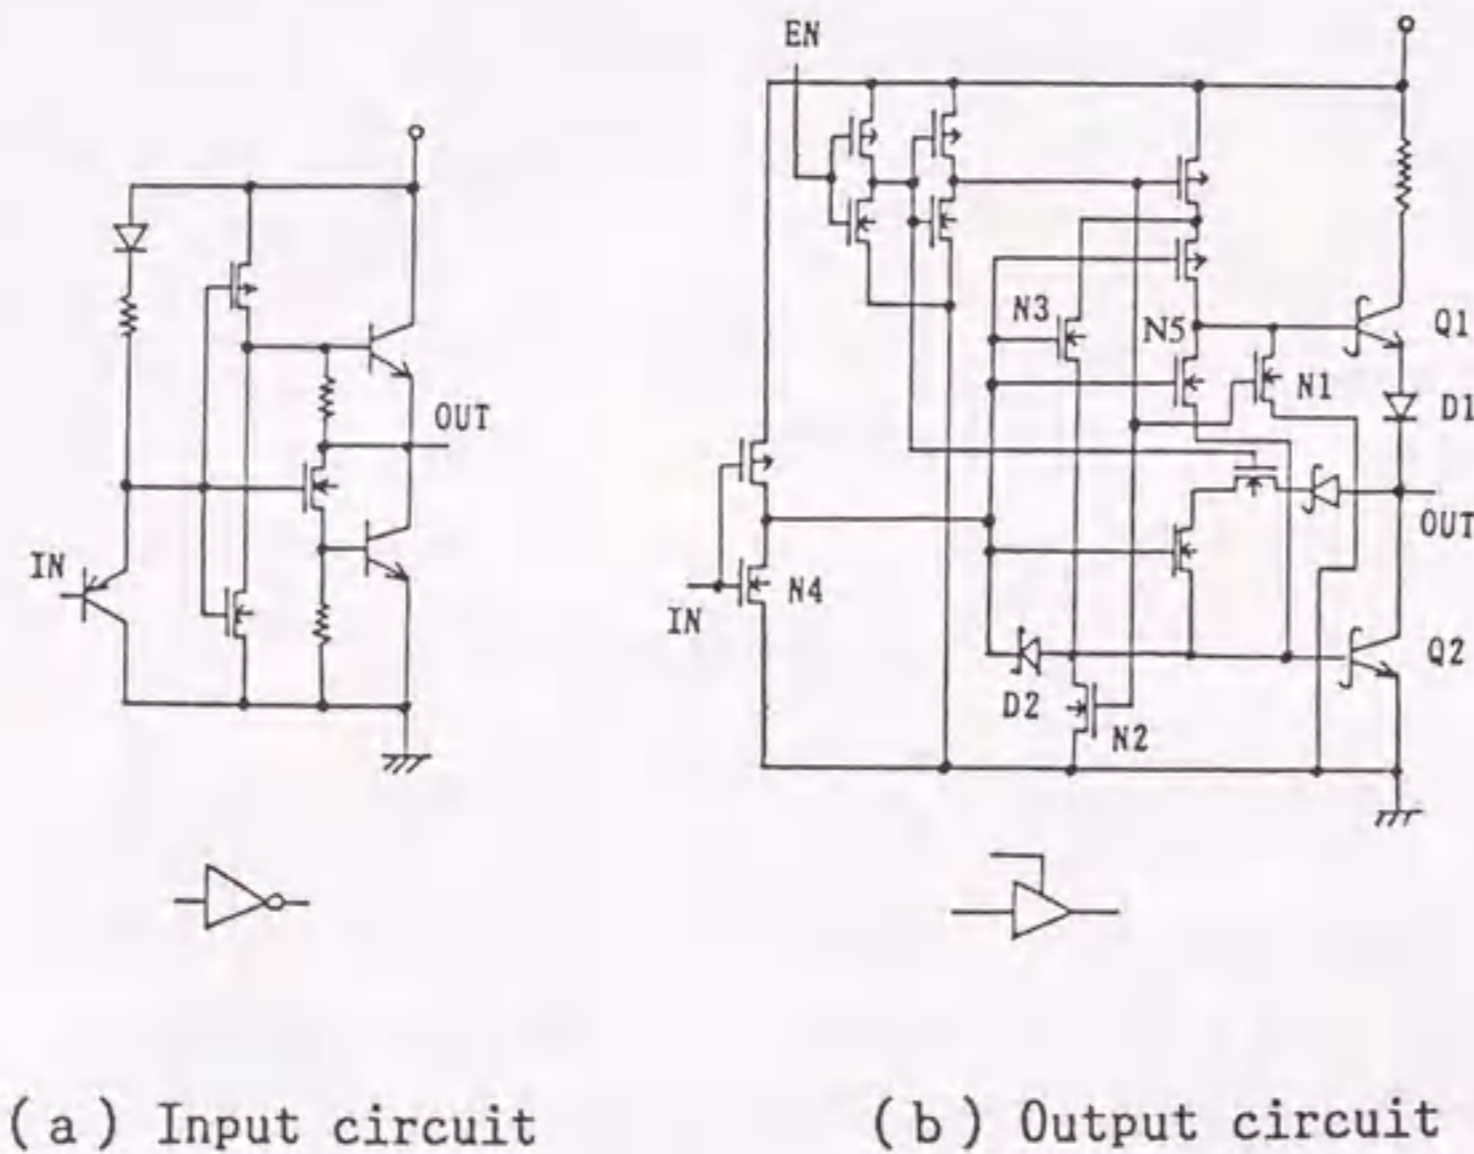 EN
N3
N5
Q1
N1
D1
OUT
OUT
IN
N4
IN
Q2
D2
N2
(a) Input circuit
(b) Output circuit